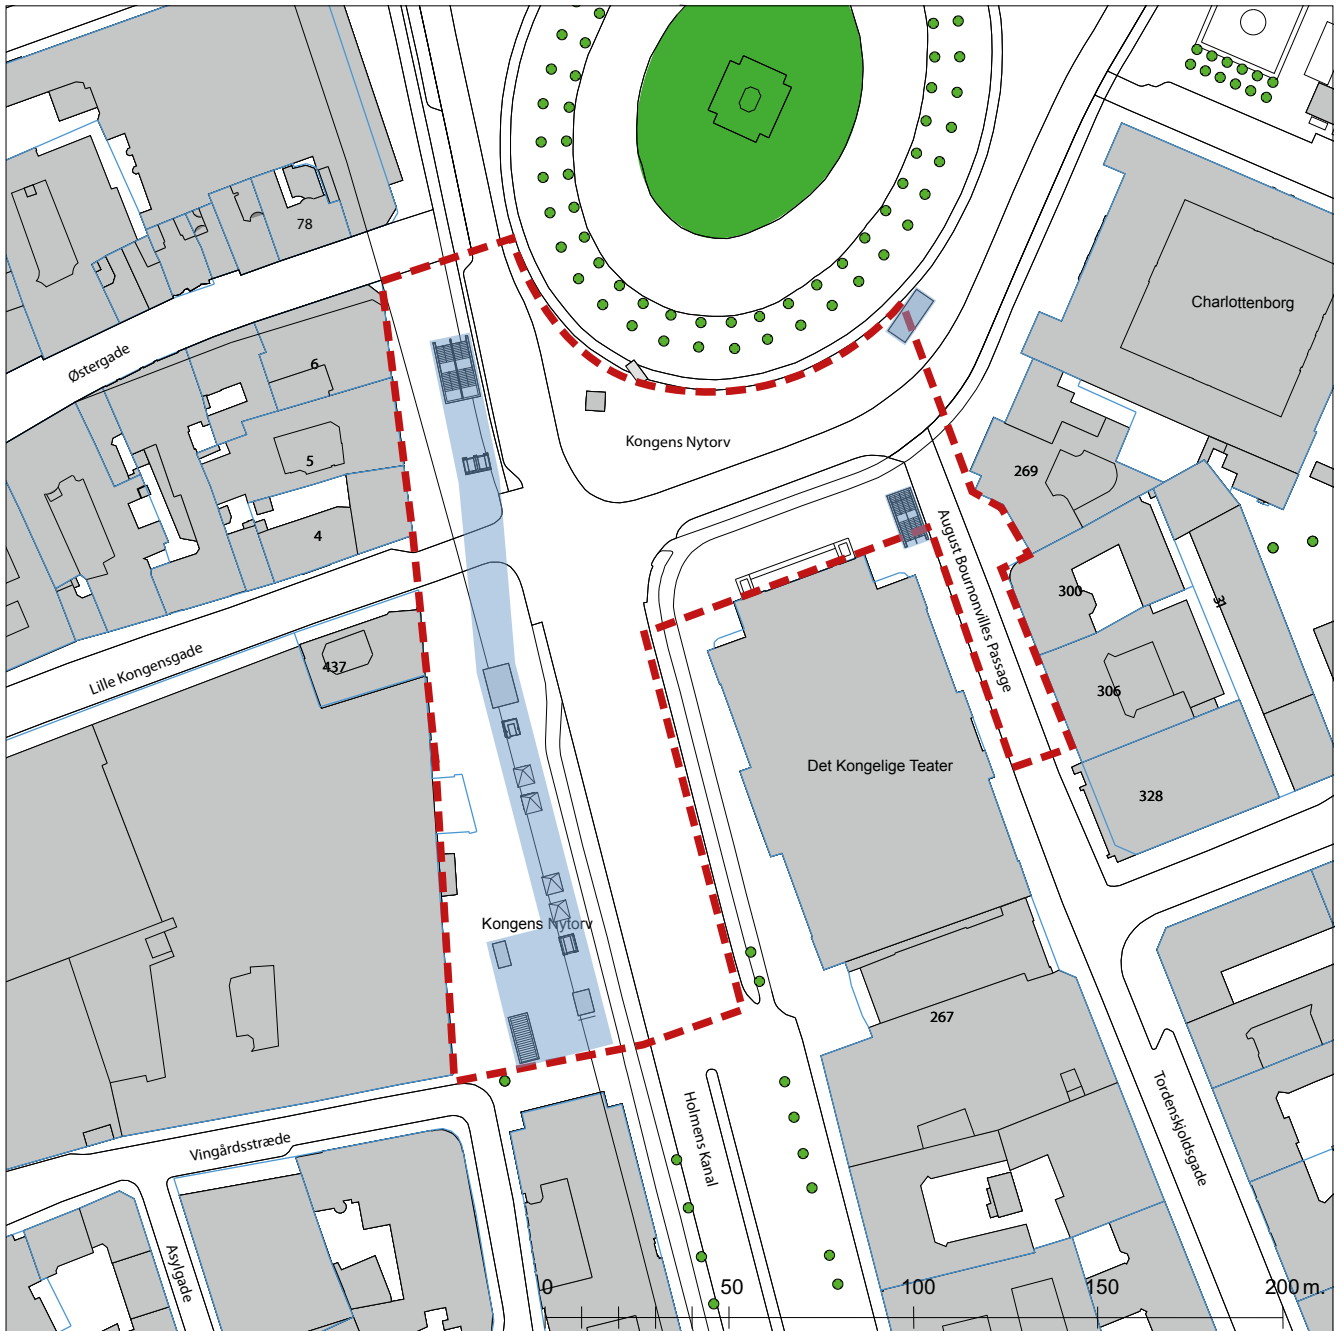 78
Charlottenborg
Østergade
6
Kongens Nytorv
5
269
4
August Bournonvilles Passage
300
31
Lille Kongensgade
437
306
Det Kongelige Teater
328
Kongens Nytorv
267
Holmens Kanal
Tordenskjoldsgade
Vingårdsstræde
Asylgade
0 50 100 150 200 m.